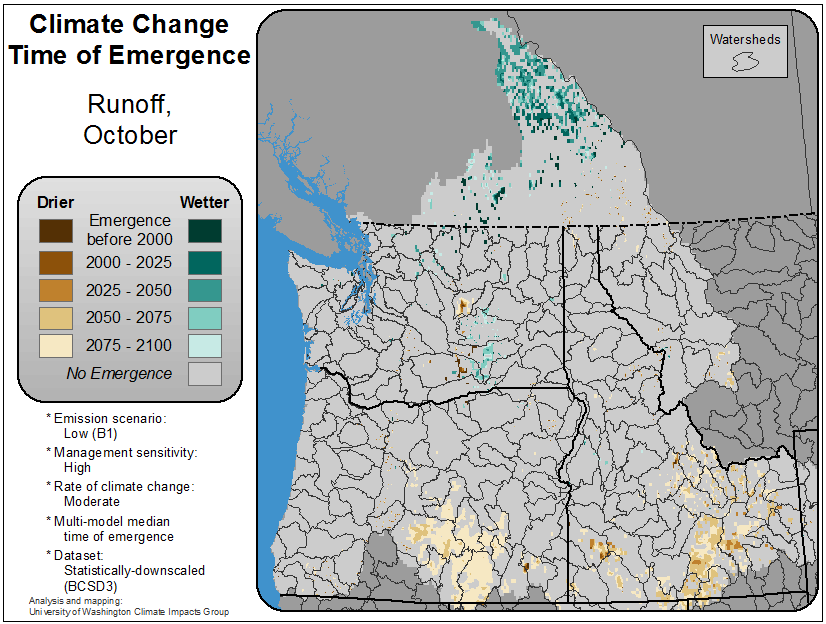 Climate Change
Time of Emergence
Runoff,
October
Drier
Wetter
Emergence
before 2000
2000 - 2025
2025 - 2050
2050 - 2075
2075 - 2100
No Emergence
* Emission scenario:
Low (B1)
* Management sensitivity:
High
* Rate of climate change:
Moderate
* Multi-model median
time of emergence
* Dataset:
Statistically-downscaled
(BCSD3)
Analysis and mapping:
University of Washington Climate Impacts Group
Watersheds